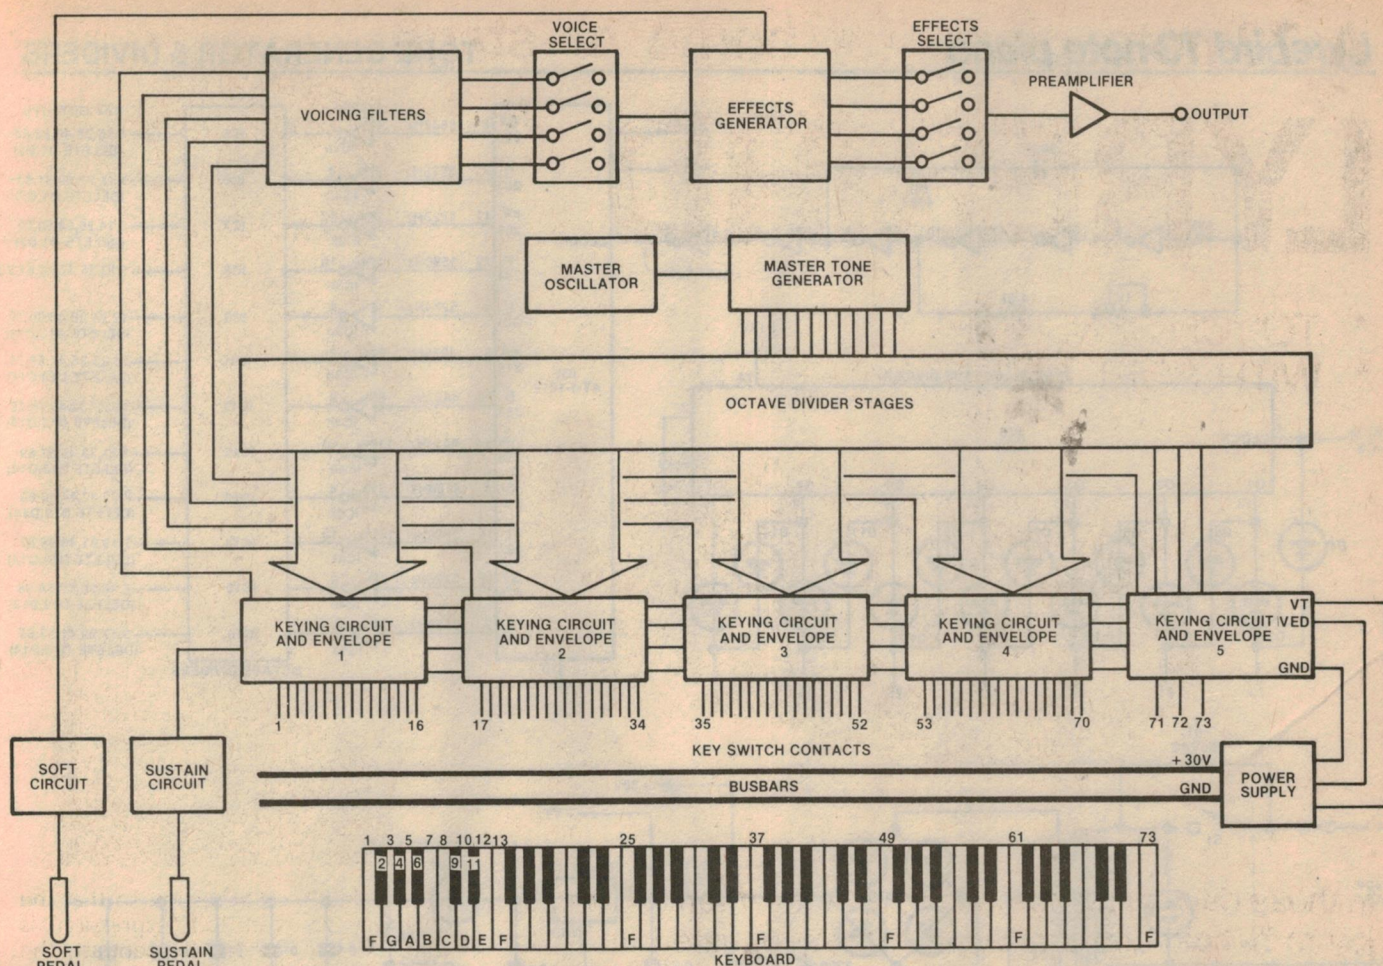 VOICE
SELECT
EFFECTS
SELECT
VOICING FILTERS
EFFECTS
GENERATOR
PREAMPLIFIER
OUTPUT
MASTER
OSCILLATOR
MASTER TONE
GENERATOR
OCTAVE DIVIDER STAGES
KEYING CIRCUIT
AND ENVELOPE
1
KEYING CIRCUIT
AND ENVELOPE
2
KEYING CIRCUIT
AND ENVELOPE
3
KEYING CIRCUIT
AND ENVELOPE
4
KEYING CIRCUIT
AND ENVELOPE
5
VT
VED
GND
1 16 17 34 35 52 53 70 71 72 73
KEY SWITCH CONTACTS
SOFT
CIRCUIT
SUSTAIN
CIRCUIT
+ 30V
BUSBARS
GND
POWER
SUPPLY
1 3 5 7 8 10 12 13 25 37 49 61 73
2 4 6 9 11
F G A B C D E F F F F F F
KEYBOARD
SOFT
PEDAL
SUSTAIN
PEDAL